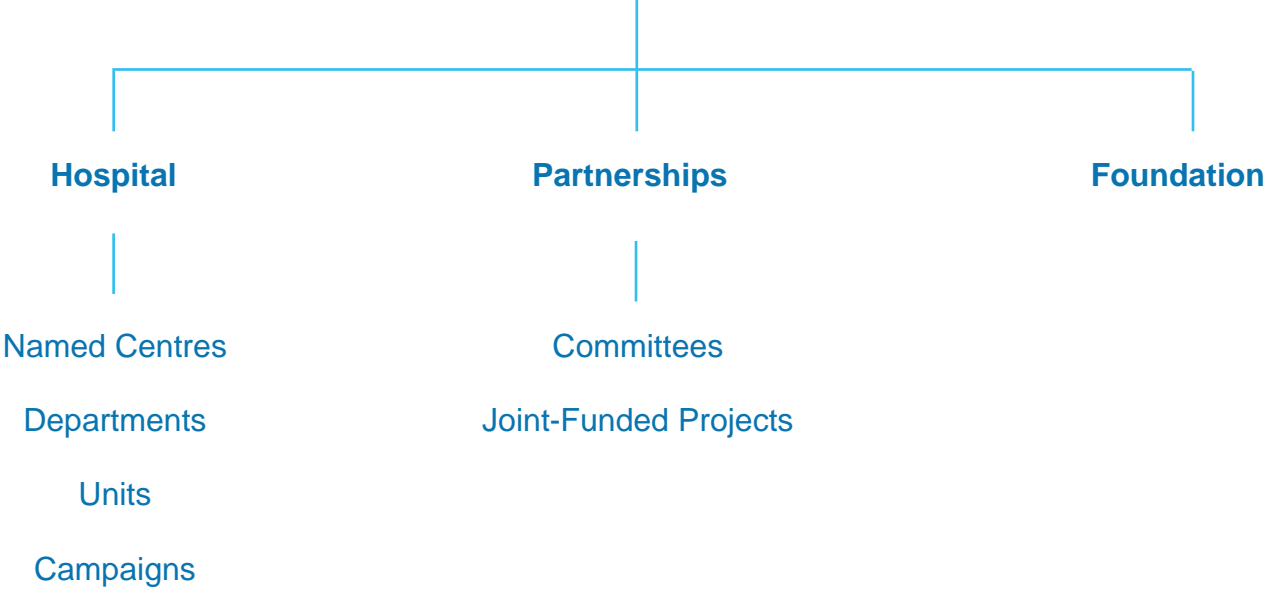 Hospital
Partnerships
Foundation
Named Centres
Committees
Departments
Joint-Funded Projects
Units
Campaigns